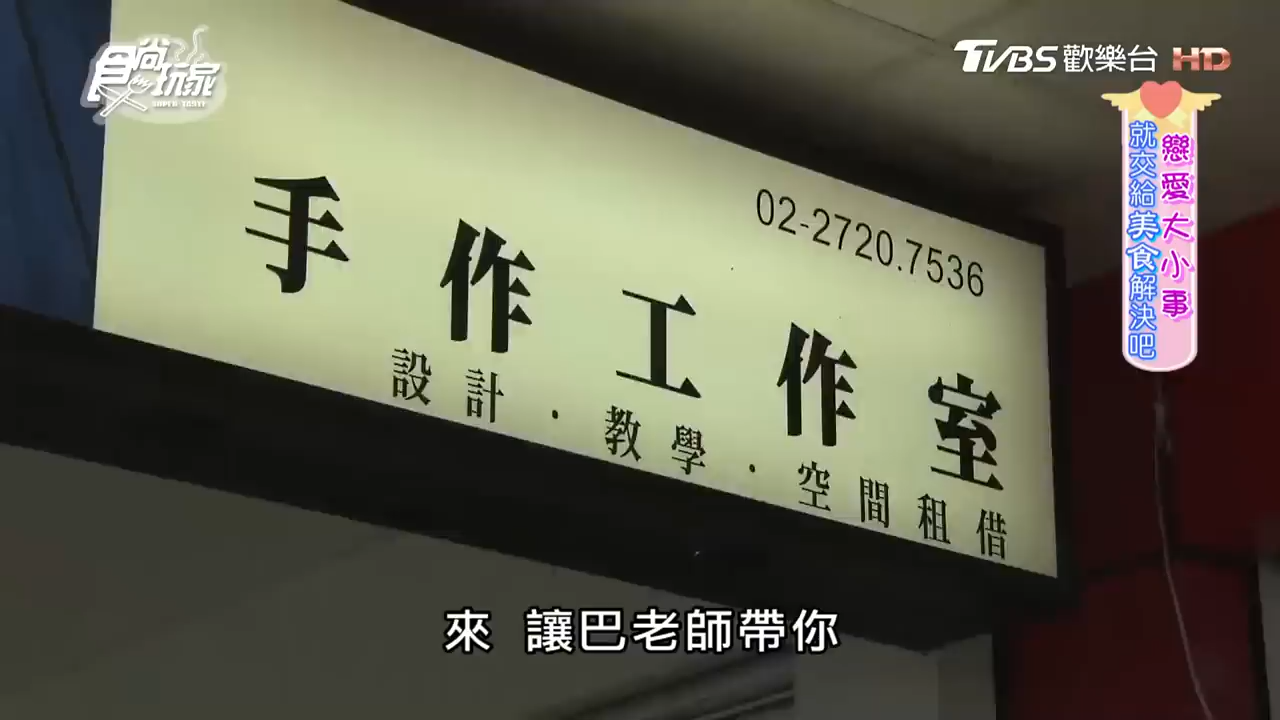 食尚玩家
SUPER TASTE
TVBS歡樂台 HD
戀愛大小事
就交給美食解決吧
02-2720.7536
手作工作室
設計·教學·空間租借
來 讓巴老師帶你